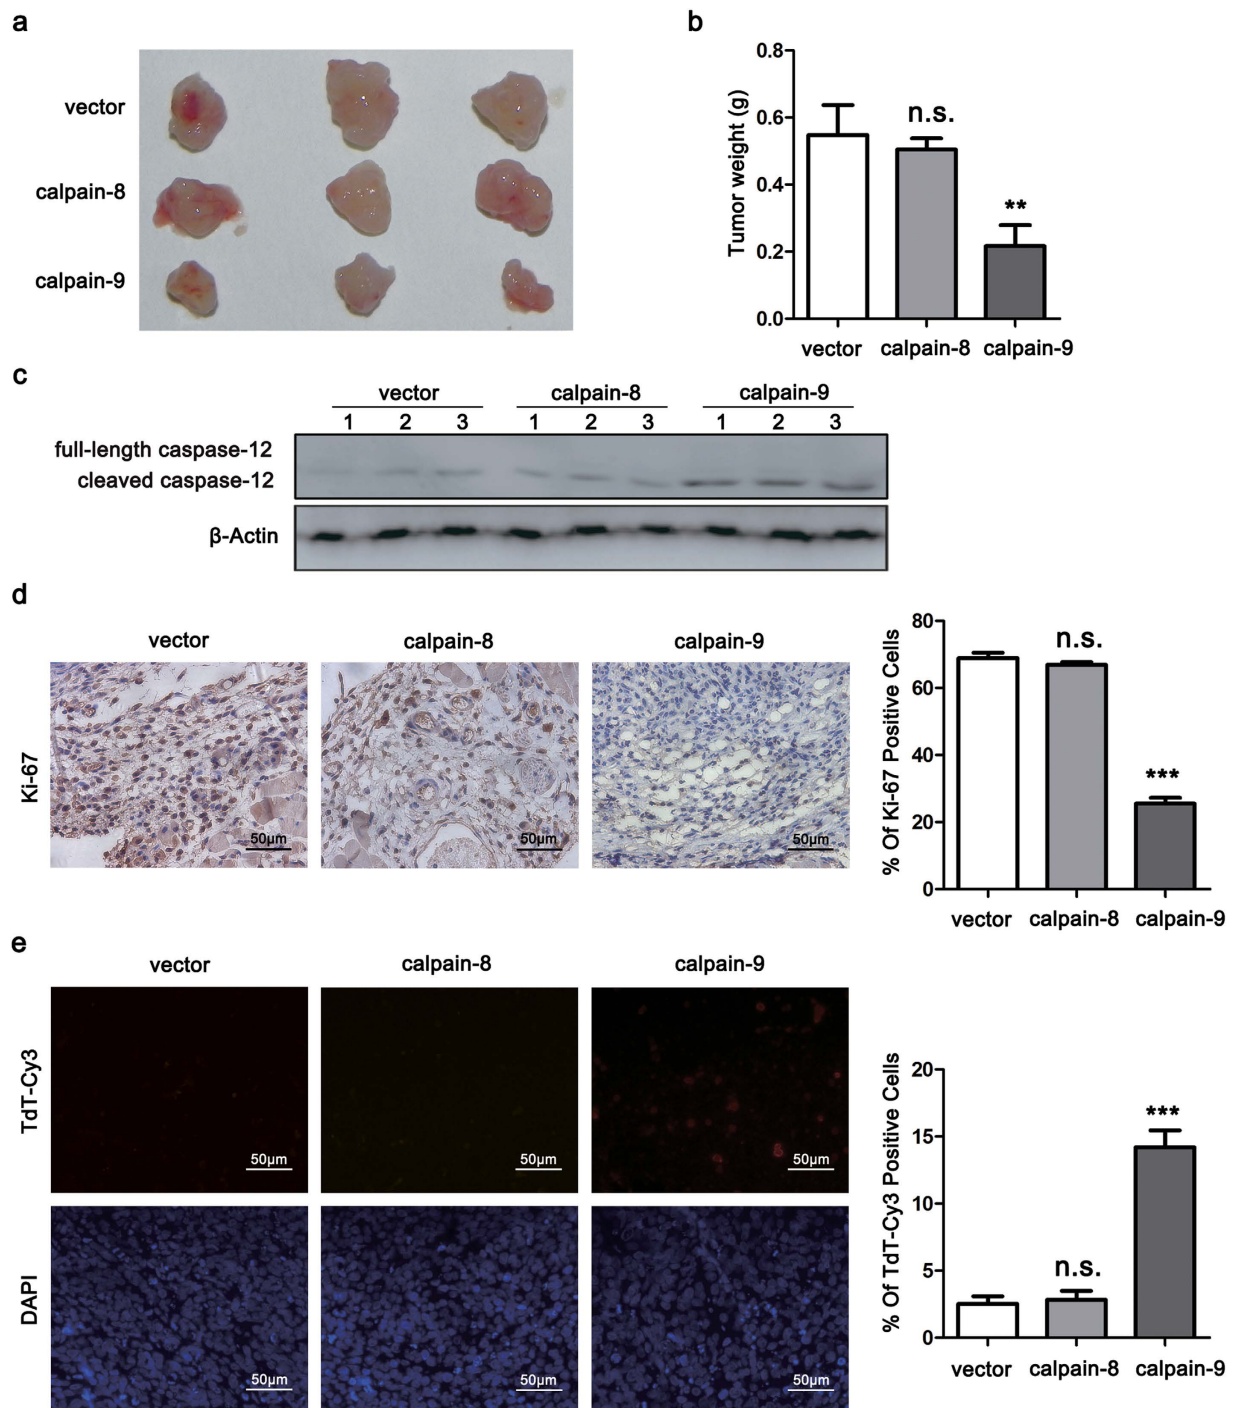 a
vector
calpain-8
calpain-9
b
Tumor weight (g)
0.8
0.6
0.4
0.2
0.0
n.s.
**
vector calpain-8 calpain-9
c
vector calpain-8 calpain-9
1 2 3 1 2 3 1 2 3
full-length caspase-12
cleaved caspase-12
β-Actin
d
vector calpain-8 calpain-9
Ki-67
50μm 50μm 50μm
% Of Ki-67 Positive Cells
80
60
40
20
0
n.s.
***
vector calpain-8 calpain-9
e
vector calpain-8 calpain-9
TdT-Cy3
50μm 50μm 50μm
DAPI
50μm 50μm 50μm
% Of TdT-Cy3 Positive Cells
20
15
10
5
0
n.s.
***
vector calpain-8 calpain-9